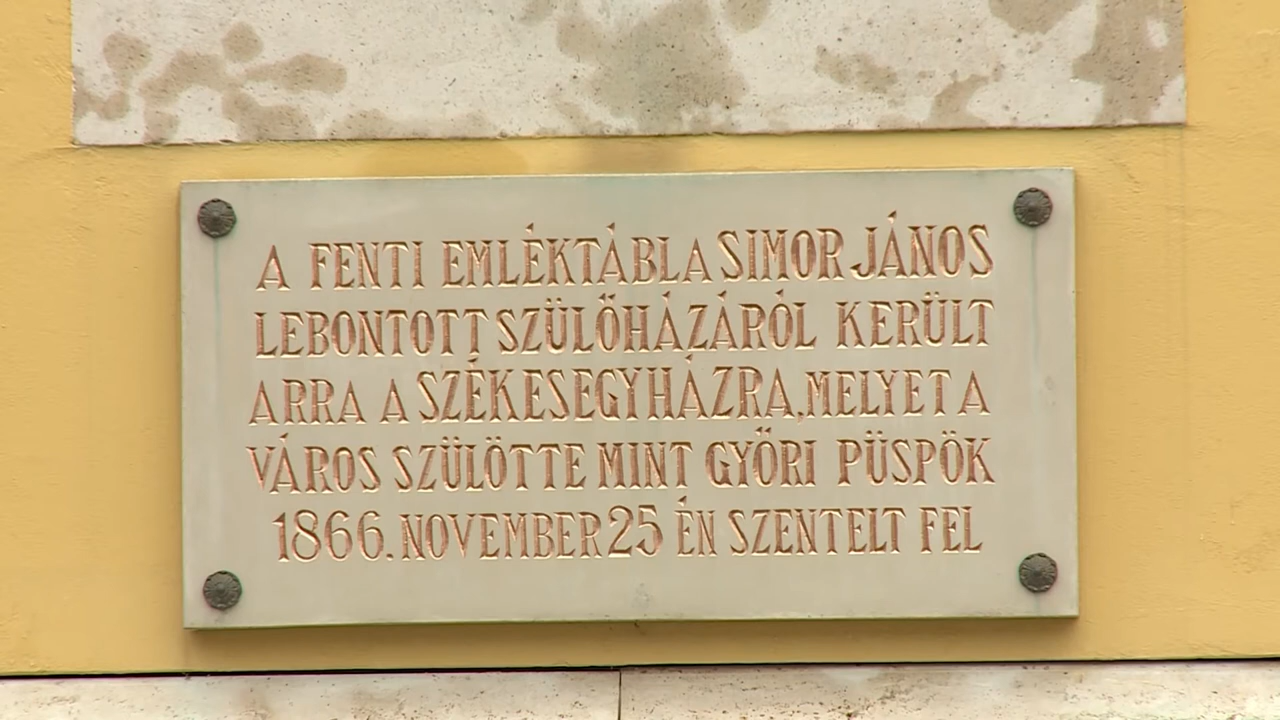 A FENTI EMLÉKTÁBLA SIMOR JÁNOS
LEBONTOTT SZÜLŐHÁZÁRÓL KERÜLT
ARRA A SZÉKESEGYHÁZRA, MELYET A
VÁROS SZÜLÖTTE MINT GYŐRI PÜSPÖK
1866. NOVEMBER 25 ÉN SZENTELT FEL